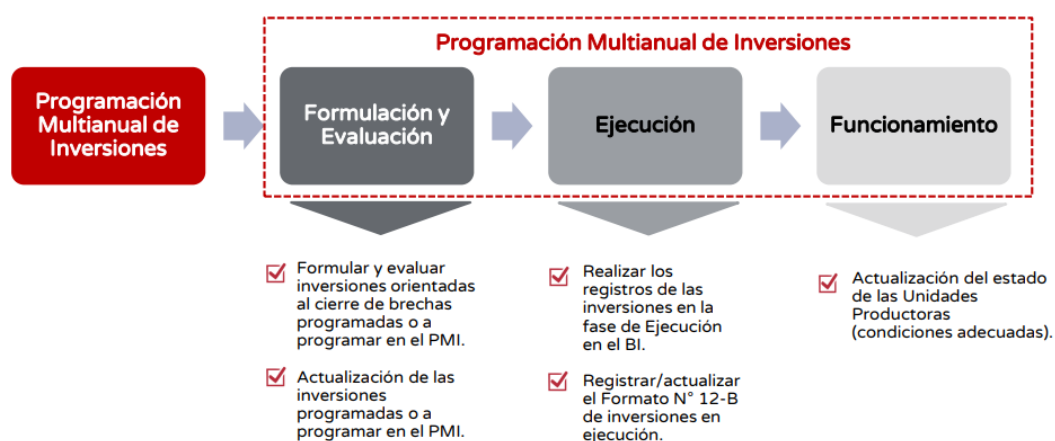 Programación Multianual de Inversiones
Programación
Multianual de
Inversiones
Formulación y
Evaluación
Ejecución
Funcionamiento
Formular y evaluar
inversiones orientadas
al cierre de brechas
programadas o a
programar en el PMI.
Actualización de las
inversiones
programadas o a
programar en el PMI.
Realizar los
registros de las
inversiones en la
fase de Ejecución
en el BI.
Registrar/actualizar
el Formato N° 12-B
de inversiones en
ejecución.
Actualización del estado
de las Unidades
Productoras
(condiciones adecuadas).